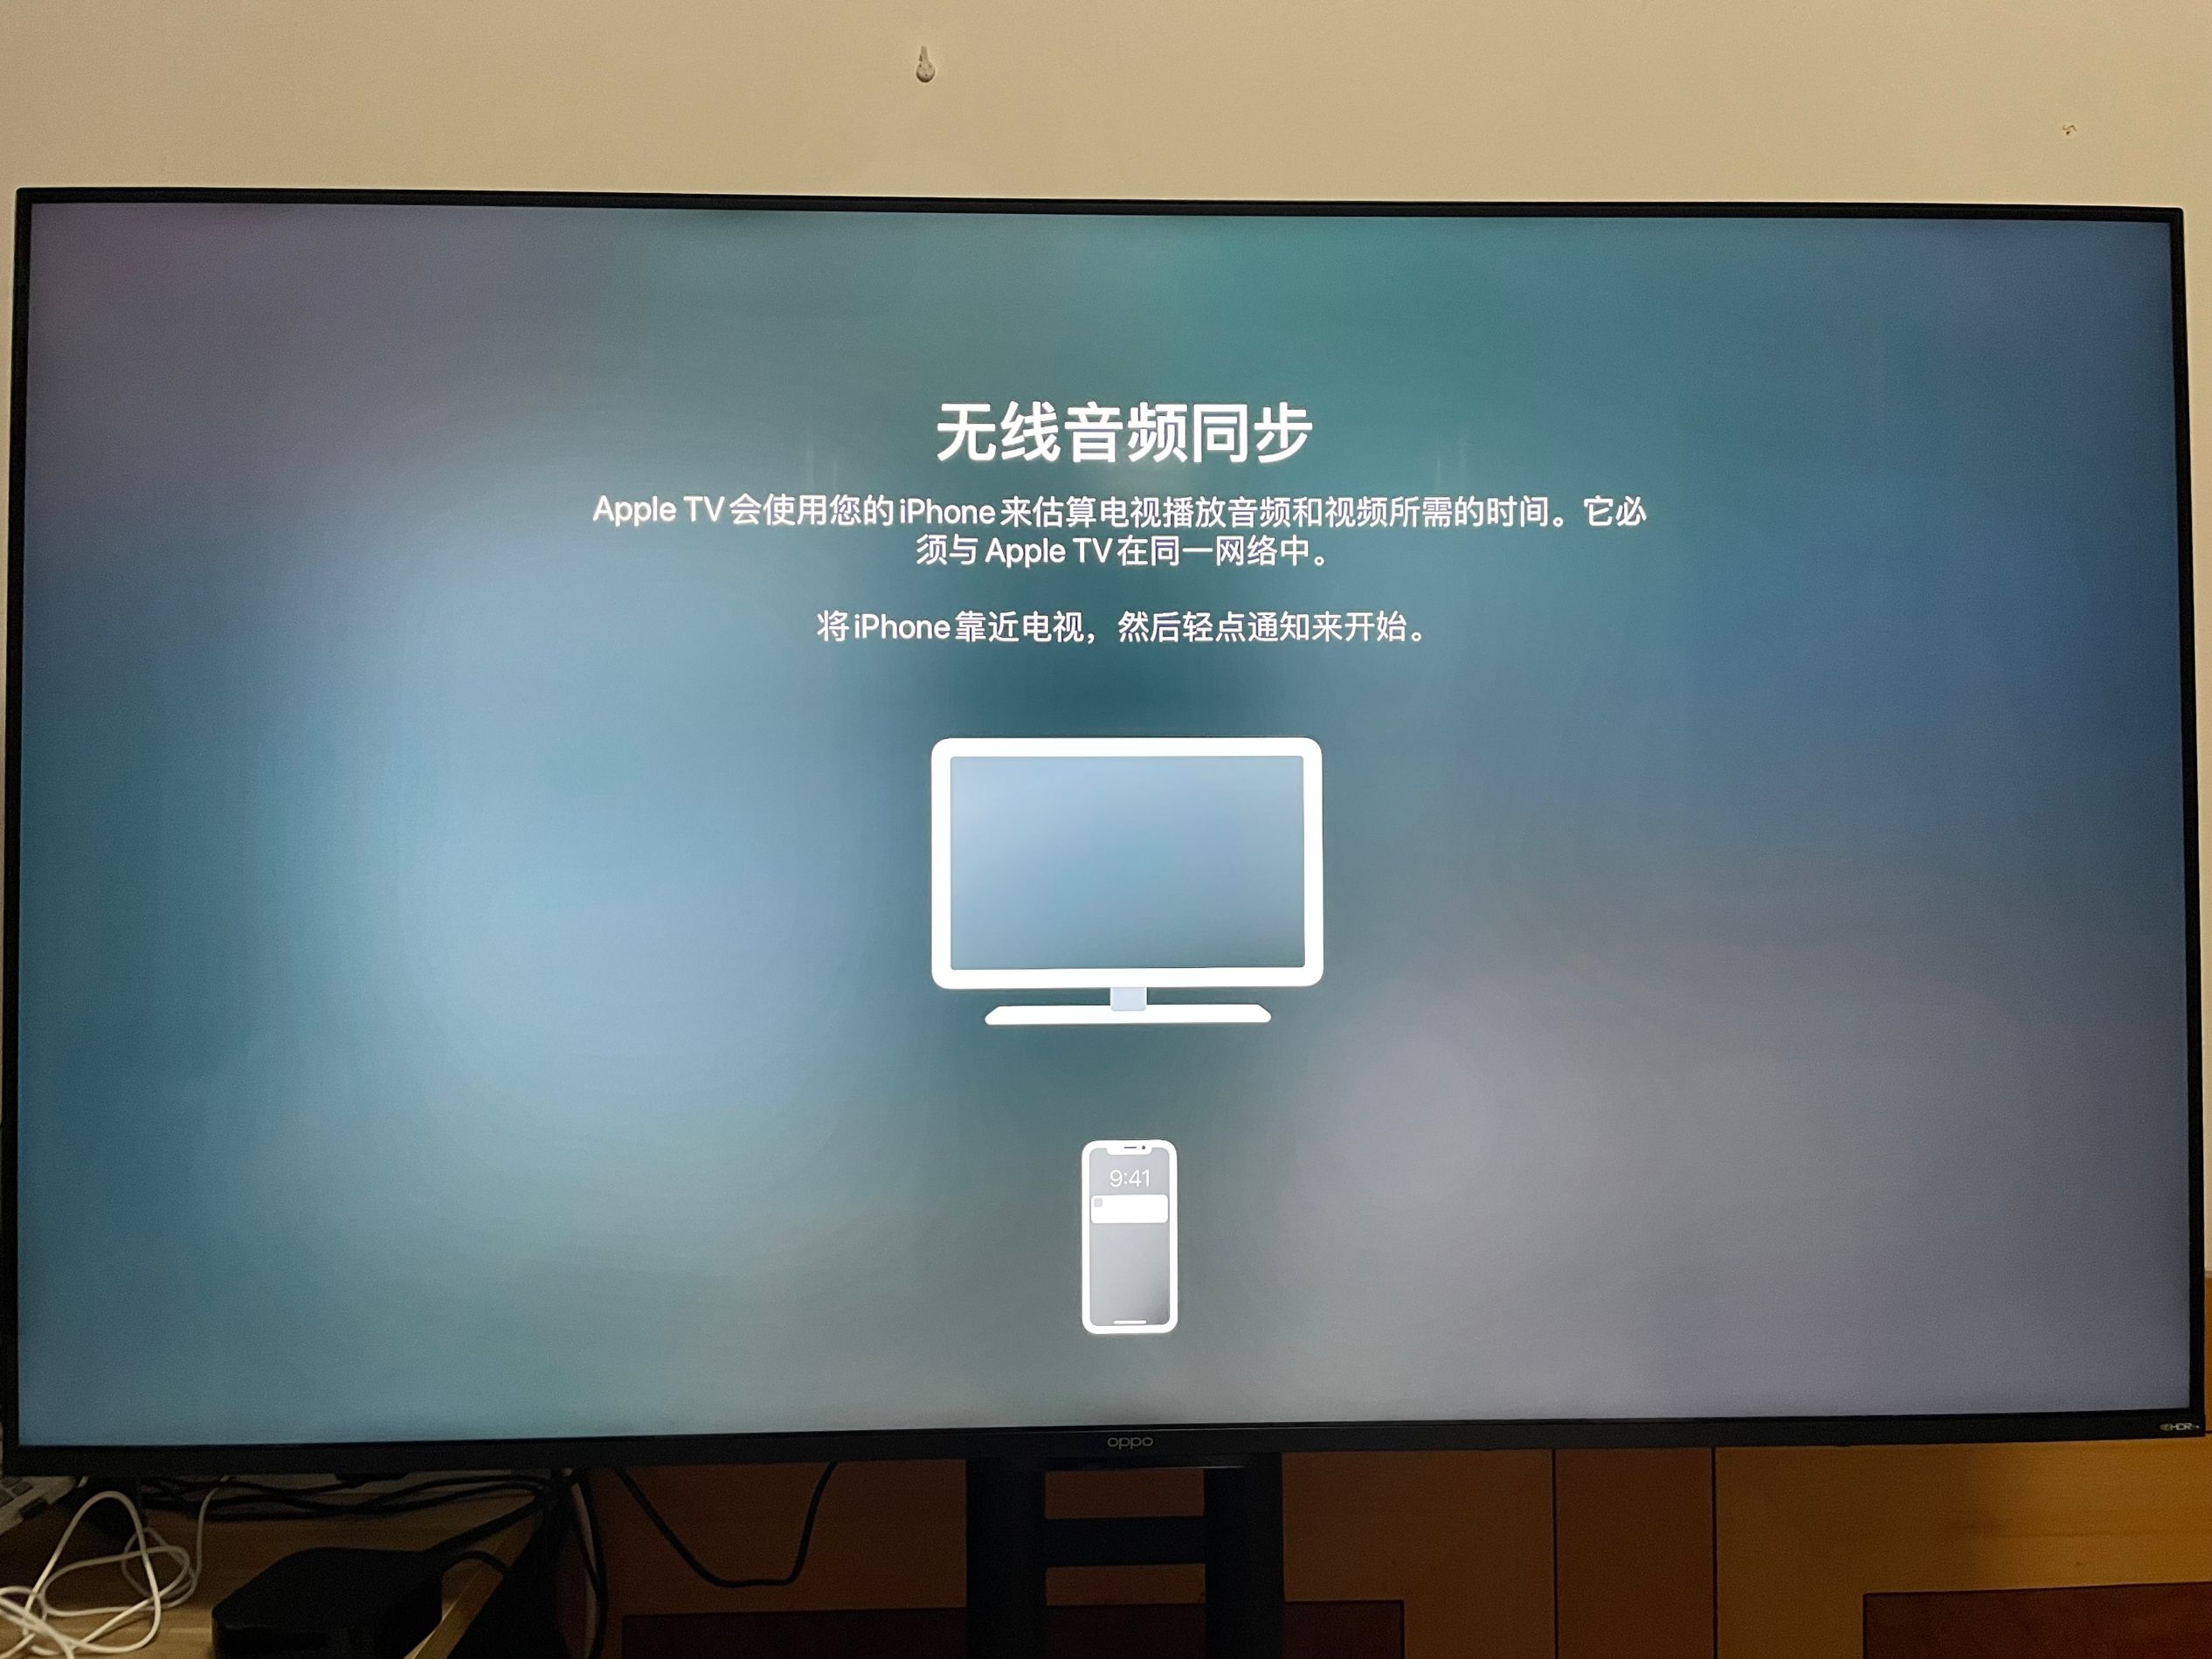 无线音频同步
Apple TV会使用您的iPhone来估算电视播放音频和视频所需的时间。它必
须与Apple TV在同一网络中。
将iPhone靠近电视，然后轻点通知来开始。
9:41
oppo
HDR